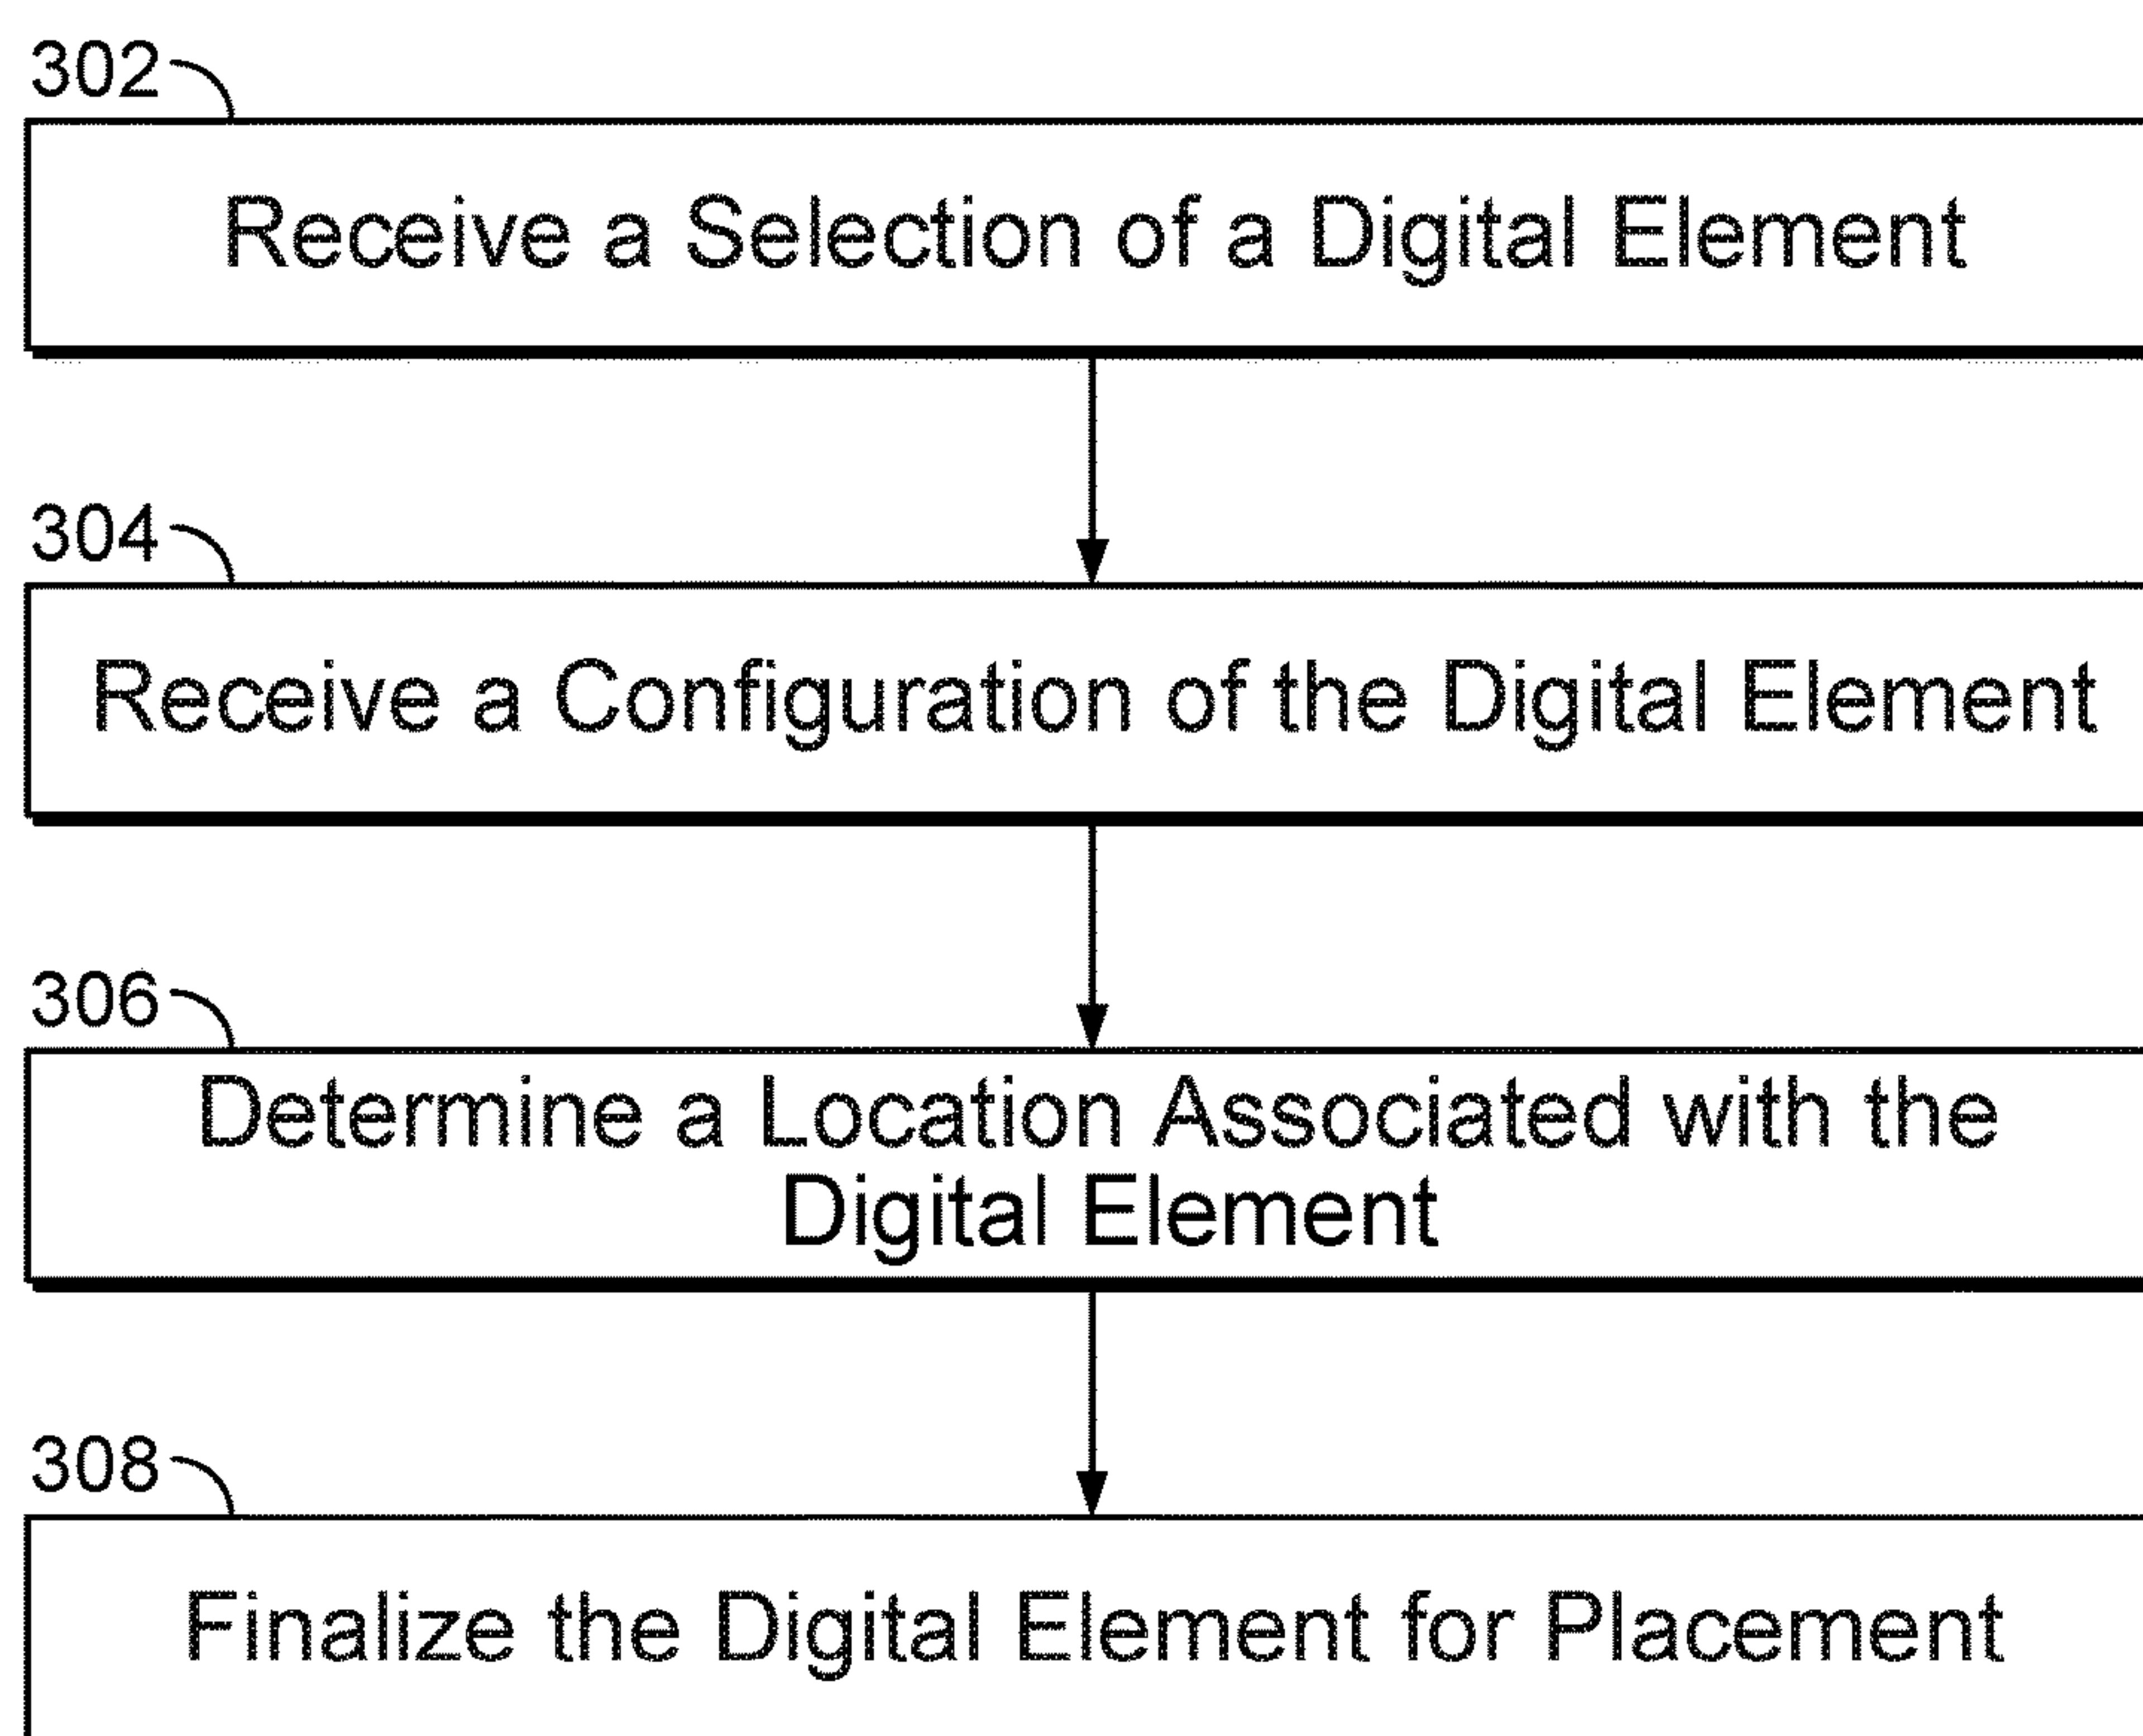 302
Receive a Selection of a Digital Element
304
Receive a Configuration of the Digital Element
306
Determine a Location Associated with the
Digital Element
308
Finalize the Digital Element for Placement